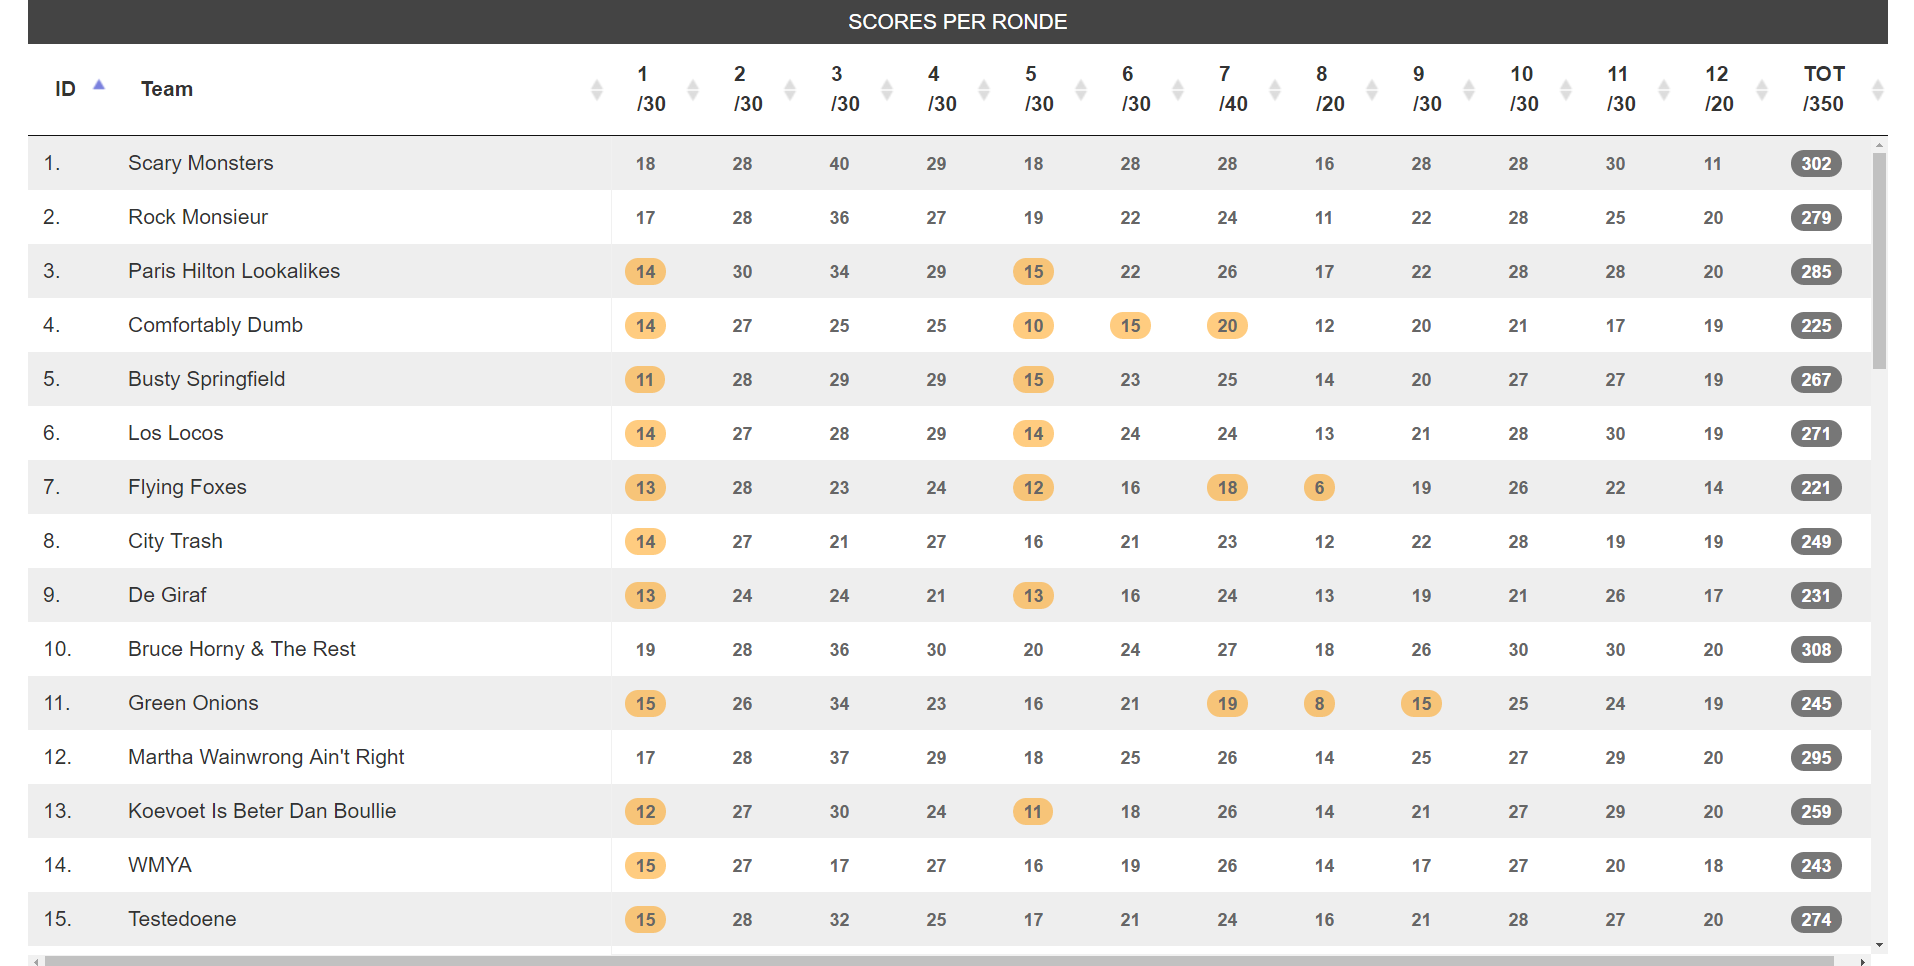 SCORES PER RONDE
ID Team 1 /30 2 /30 3 /30 4 /30 5 /30 6 /30 7 /40 8 /20 9 /30 10 /30 11 /30 12 /20 TOT /350
1. Scary Monsters 18 28 40 29 18 28 28 16 28 28 30 11 302
2. Rock Monsieur 17 28 36 27 19 22 24 11 22 28 25 20 279
3. Paris Hilton Lookalikes 14 30 34 29 15 22 26 17 22 28 28 20 285
4. Comfortably Dumb 14 27 25 25 10 15 20 12 20 21 17 19 225
5. Busty Springfield 11 28 29 29 15 23 25 14 20 27 27 19 267
6. Los Locos 14 27 28 29 14 24 24 13 21 28 30 19 271
7. Flying Foxes 13 28 23 24 12 16 18 6 19 26 22 14 221
8. City Trash 14 27 21 27 16 21 23 12 22 28 19 19 249
9. De Giraf 13 24 24 21 13 16 24 13 19 21 26 17 231
10. Bruce Horny & The Rest 19 28 36 30 20 24 27 18 26 30 30 20 308
11. Green Onions 15 26 34 23 16 21 19 8 15 25 24 19 245
12. Martha Wainwrong Ain't Right 17 28 37 29 18 25 26 14 25 27 29 20 295
13. Koevoet Is Beter Dan Boullie 12 27 30 24 11 18 26 14 21 27 29 20 259
14. WMYA 15 27 17 27 16 19 26 14 17 27 20 18 243
15. Testedoene 15 28 32 25 17 21 24 16 21 28 27 20 274